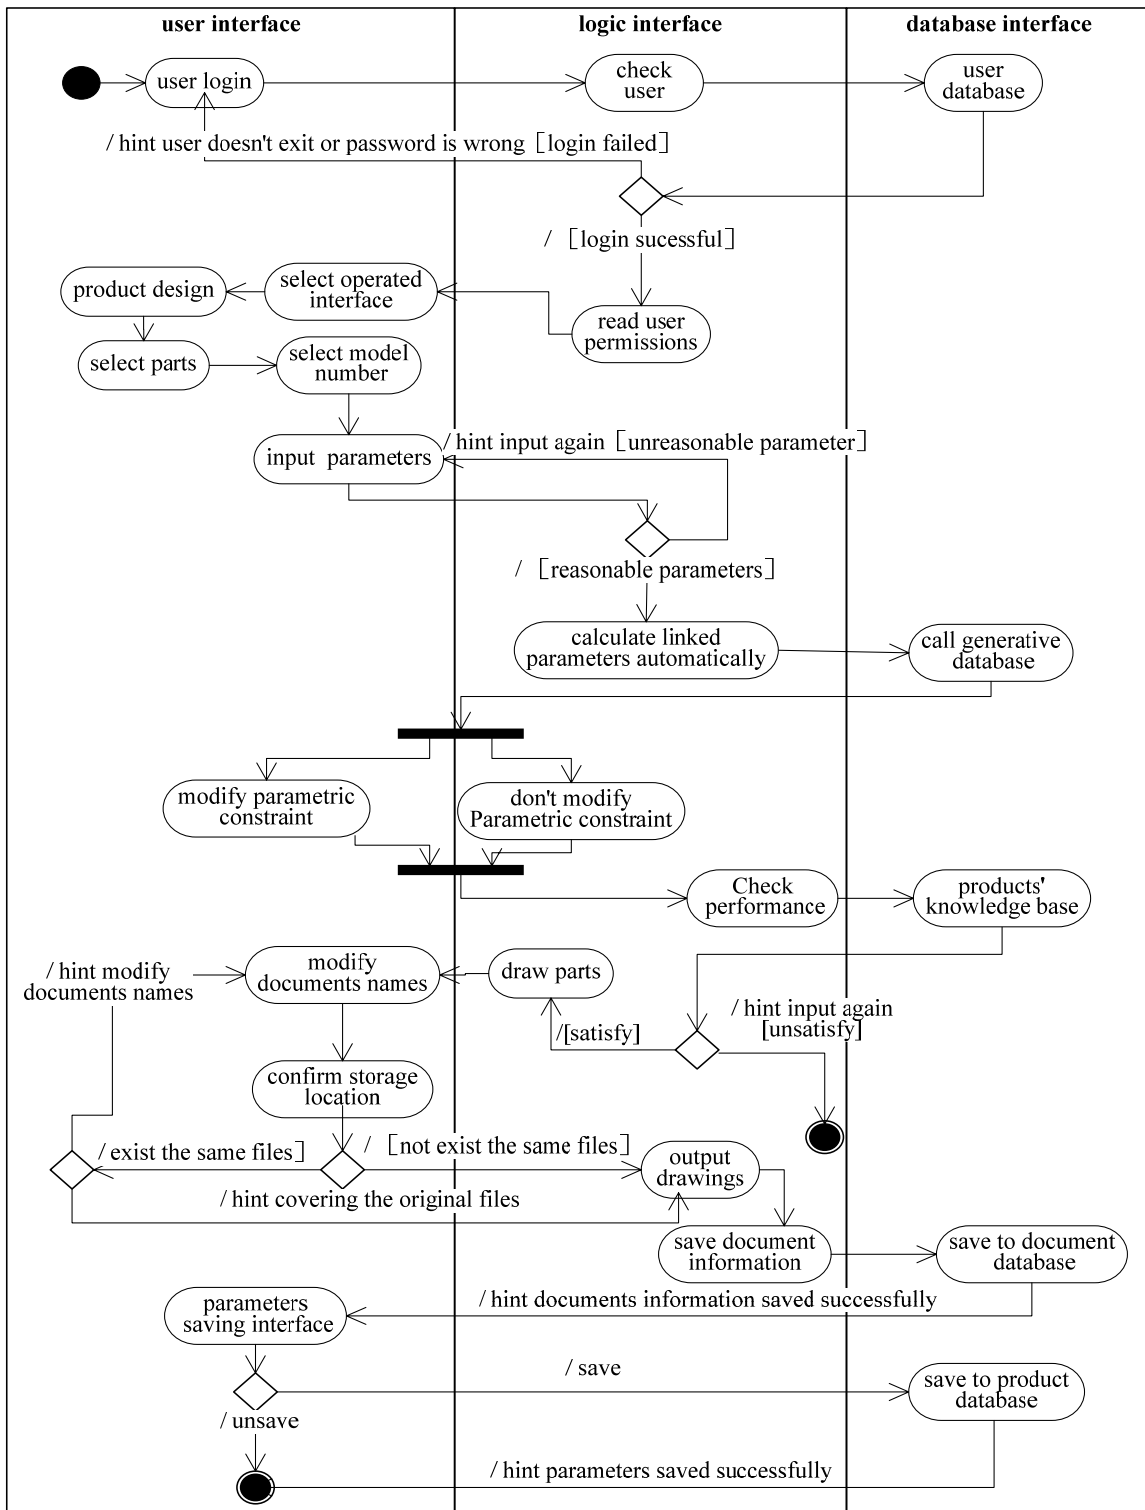 user interface
logic interface
database interface
user login
check
user
user
database
/ hint user doesn't exit or password is wrong [login failed]
/ [login sucessful]
product design
select operated
interface
read user
permissions
select parts
select model
number
input parameters
/ hint input again [unreasonable parameter]
/ [reasonable parameters]
calculate linked
parameters automatically
call generative
database
modify parametric
constraint
don't modify
Parametric constraint
Check
performance
products'
knowledge base
/ hint modify
documents names
modify
documents names
draw parts
/ hint input again
[unsatisfy]
/[satisfy]
confirm storage
location
/ exist the same files]
/ [not exist the same files]
output
drawings
/ hint covering the original files
save document
information
save to document
database
/ hint documents information saved successfully
parameters
saving interface
/ save
save to product
database
/ unsave
/ hint parameters saved successfully